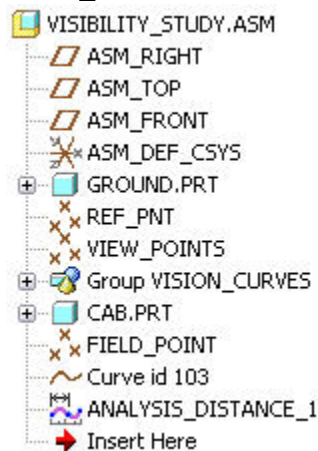 VISIBILITY_STUDY.ASM
ASM_RIGHT
ASM_TOP
ASM_FRONT
ASM_DEF_CSYS
GROUND.PRT
REF_PNT
VIEW_POINTS
Group VISION_CURVES
CAB.PRT
FIELD_POINT
Curve id 103
ANALYSIS_DISTANCE_1
Insert Here